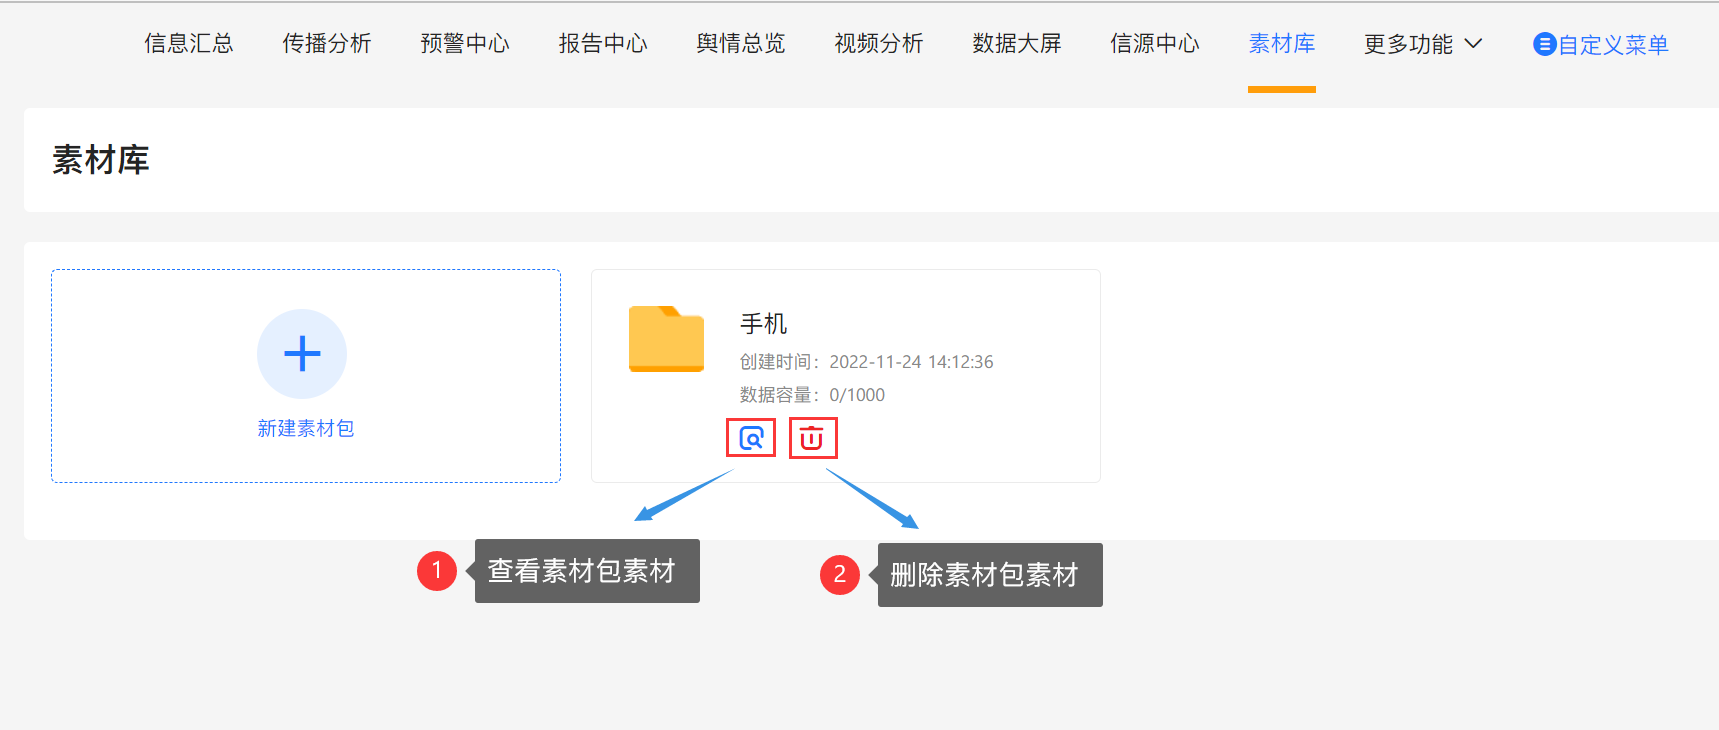 信息汇总 传播分析 预警中心 报告中心 舆情总览 视频分析 数据大屏 信源中心 素材库 更多功能 自定义菜单
素材库
新建素材包
手机
创建时间：2022-11-24 14:12:36
数据容量：0/1000
1 查看素材包素材
2 删除素材包素材